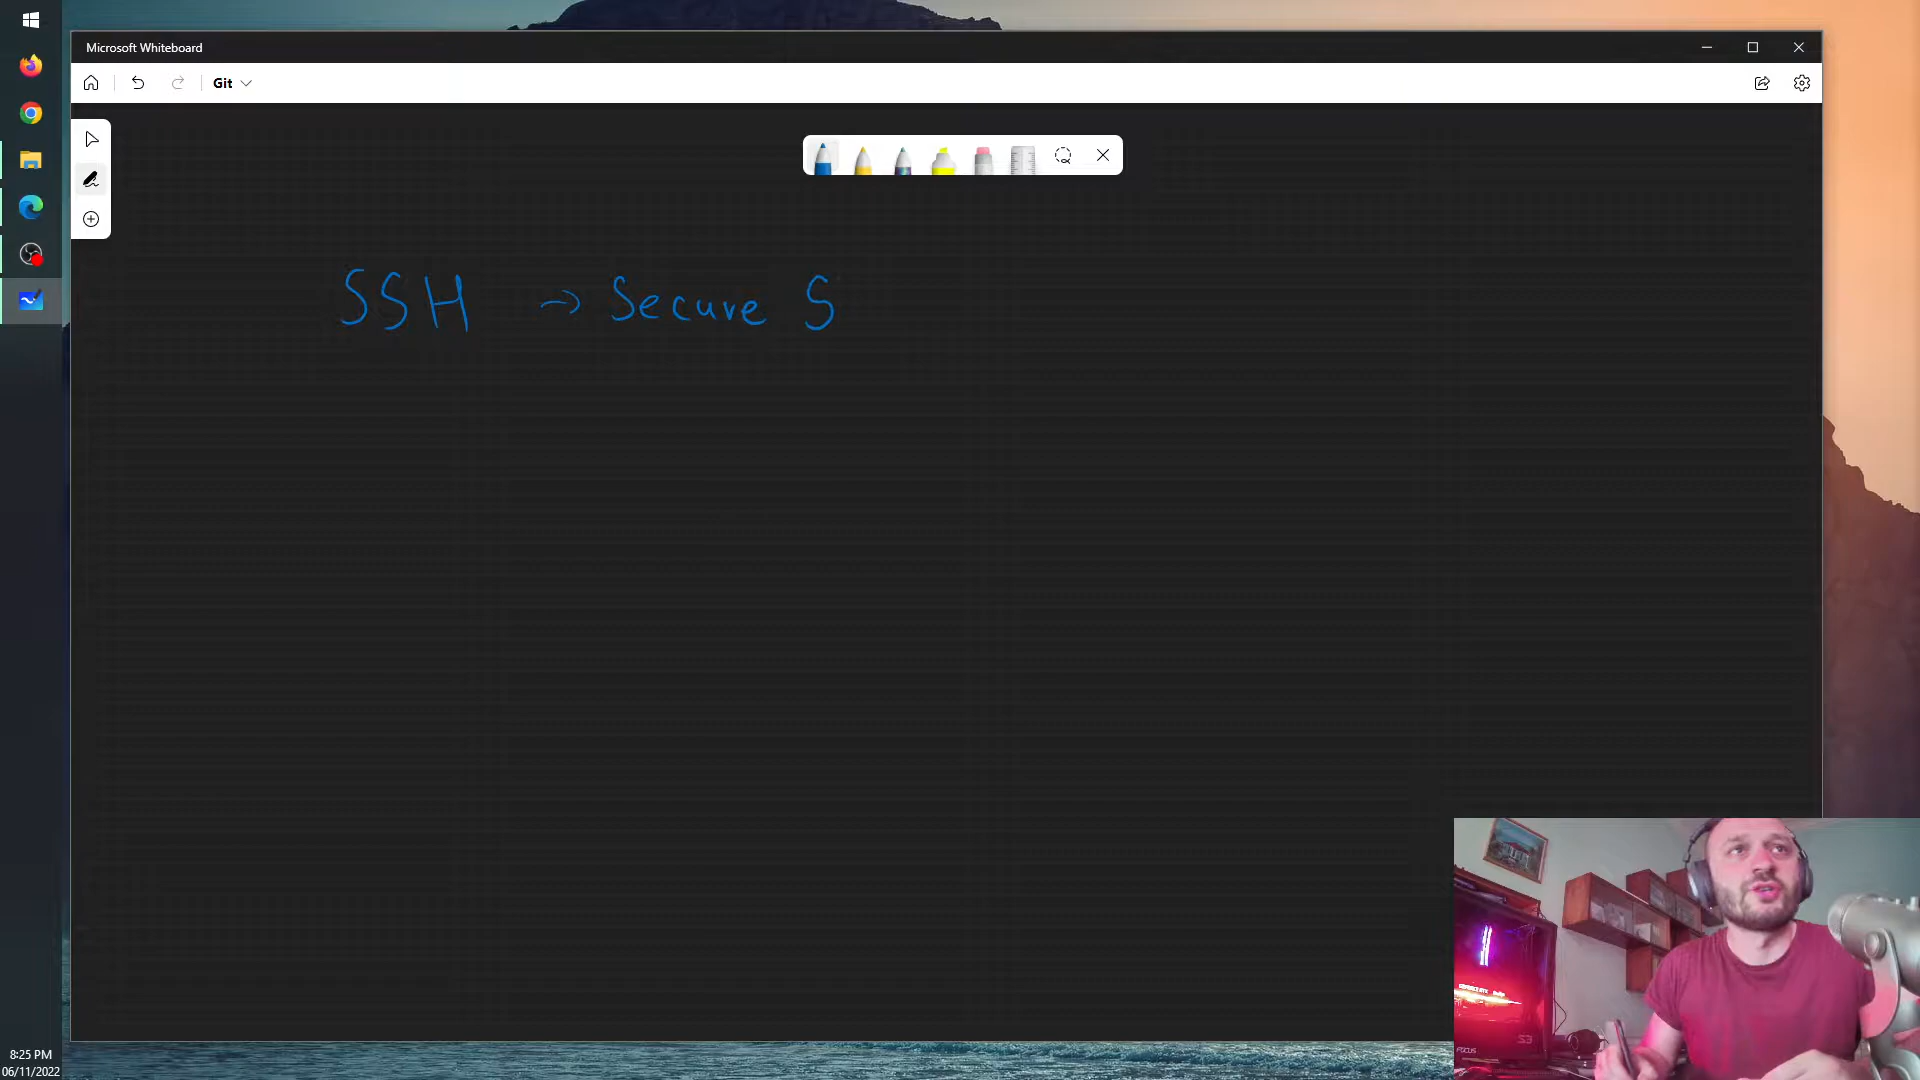 Microsoft Whiteboard
Git
SSH → Secure S
8:25 PM
06/11/2022